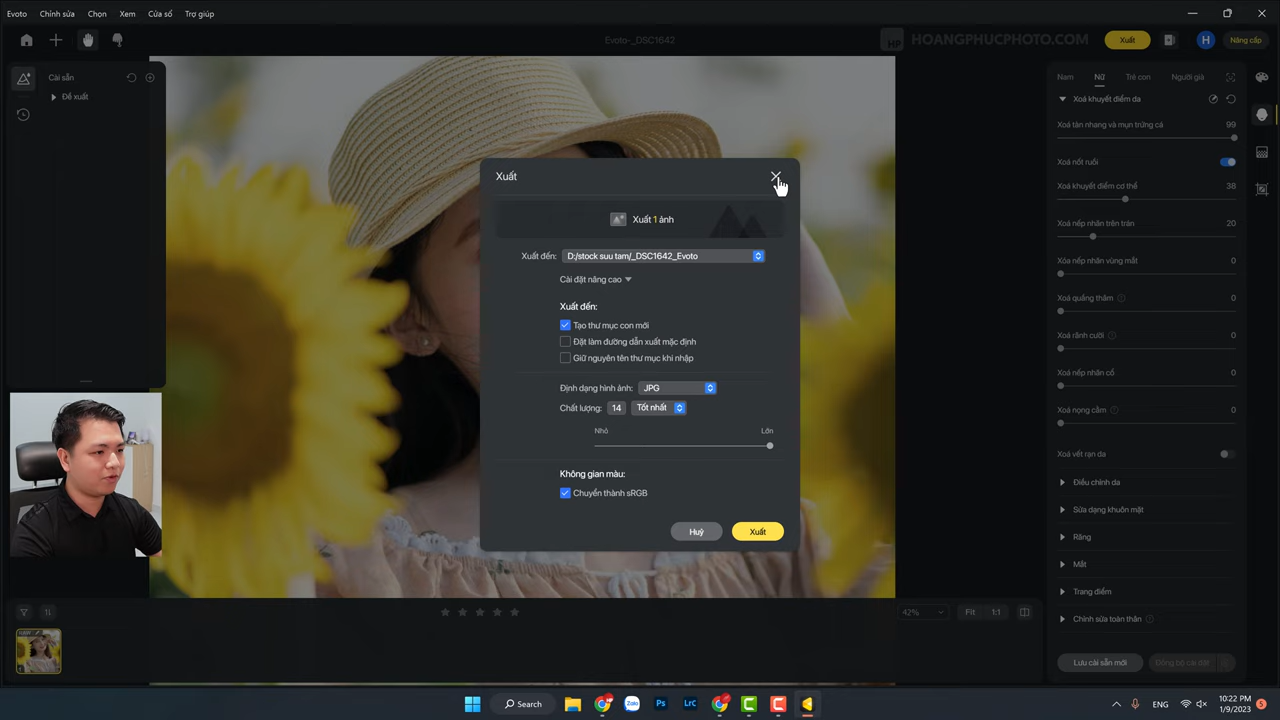 Evoto Chỉnh sửa Chọn Xem Cửa sổ Trợ giúp
Evoto-_DSC1642
HP HOANGPHUCPHOTO.COM
Xuất H Nâng cấp
Cài sẵn
Đề xuất
Nam Nữ Trẻ con Người già
Xoá khuyết điểm da
Xoá tàn nhang và mụn trứng cá 99
Xoá nốt ruồi
Xoá khuyết điểm cơ thể 38
Xoá nếp nhăn trên trán 20
Xóa nếp nhăn vùng mắt 0
Xoá quầng thâm 0
Xoá rãnh cười 0
Xoá nếp nhăn cổ 0
Xoá nọng cằm 0
Xoá vết rạn da
Điều chỉnh da
Sửa dạng khuôn mặt
Răng
Mắt
Trang điểm
Chỉnh sửa toàn thân
Lưu cài sẵn mới Đồng bộ cài đặt
Xuất
Xuất 1 ảnh
Xuất đến: D:/stock suu tam/_DSC1642_Evoto
Cài đặt nâng cao
Xuất đến:
Tạo thư mục con mới
Đặt làm đường dẫn xuất mặc định
Giữ nguyên tên thư mục khi nhập
Định dạng hình ảnh: JPG
Chất lượng: 14 Tốt nhất
Nhỏ Lớn
Không gian màu:
Chuyển thành sRGB
Huỷ Xuất
42% Fit 1:1
Search Zalo Ps LrC
ENG 10:22 PM
1/9/2023 5